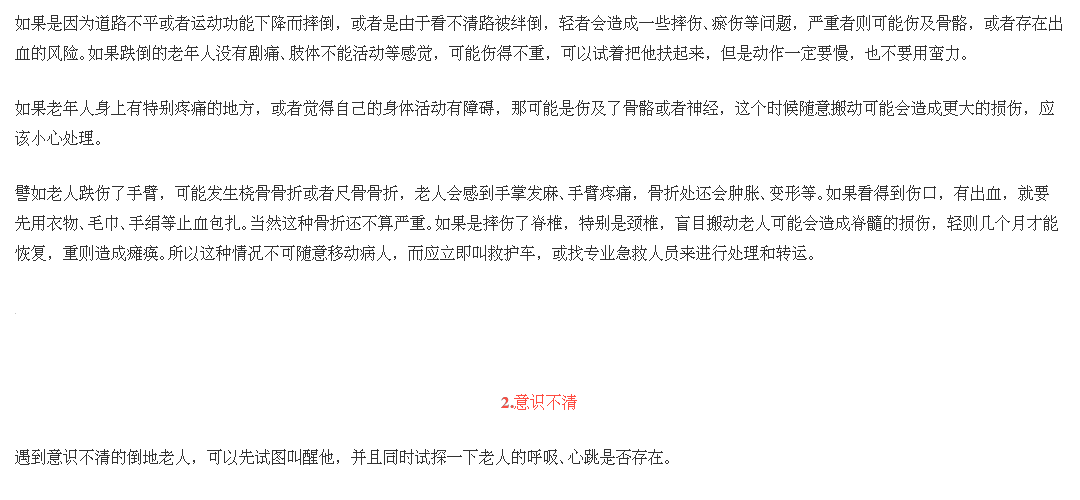 如果是因为道路不平或者运动功能下降而摔倒，或者是由于看不清路被绊倒，轻者会造成一些摔伤、瘀伤等问题，严重者则可能伤及骨骼，或者存在出
血的风险。如果跌倒的老年人没有剧痛、肢体不能活动等感觉，可能伤得不重，可以试着把他扶起来，但是动作一定要慢，也不要用蛮力。
如果老年人身上有特别疼痛的地方，或者觉得自己的身体活动有障碍，那可能是伤及了骨骼或者神经，这个时候随意搬动可能会造成更大的损伤，应
该小心处理。
譬如老人跌伤了手臂，可能发生桡骨骨折或者尺骨骨折，老人会感到手掌发麻、手臂疼痛，骨折处还会肿胀、变形等。如果看得到伤口，有出血，就要
先用衣物、毛巾、手绢等止血包扎。当然这种骨折还不算严重。如果是摔伤了脊椎，特别是颈椎，盲目搬动老人可能会造成脊髓的损伤，轻则几个月才能
恢复，重则造成瘫痪。所以这种情况不可随意移动病人，而应立即叫救护车，或找专业急救人员来进行处理和转运。
2.意识不清
遇到意识不清的倒地老人，可以先试图叫醒他，并且同时试探一下老人的呼吸、心跳是否存在。